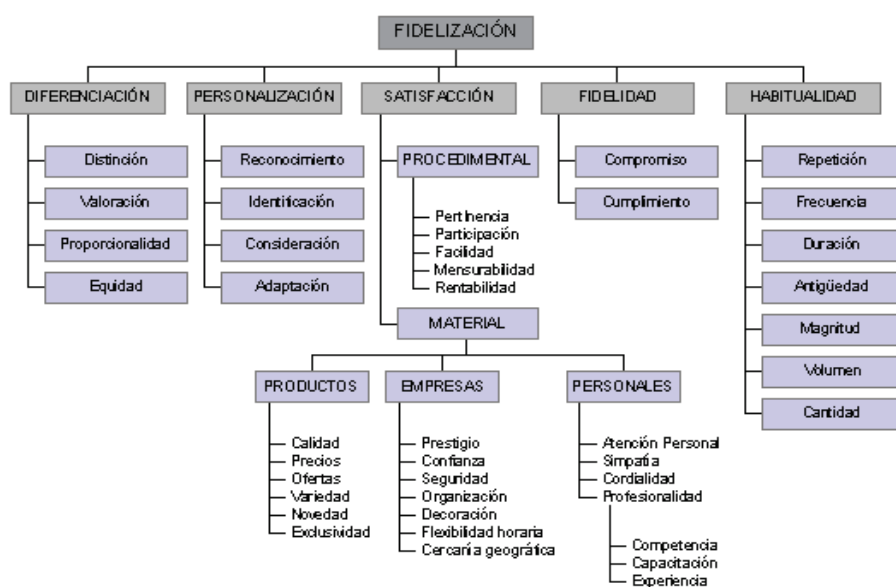 FIDELIZACIÓN
DIFERENCIACIÓN
Distinción
Valoración
Proporcionalidad
Equidad
PERSONALIZACIÓN
Reconocimiento
Identificación
Consideración
Adaptación
SATISFACCIÓN
PROCEDIMENTAL
Pertinencia
Participación
Facilidad
Mensurabilidad
Rentabilidad
MATERIAL
PRODUCTOS
Calidad
Precios
Ofertas
Variedad
Novedad
Exclusividad
EMPRESAS
Prestigio
Confianza
Seguridad
Organización
Decoración
Flexibilidad horaria
Cercanía geográfica
PERSONALES
Atención Personal
Simpatía
Cordialidad
Profesionalidad
Competencia
Capacitación
Experiencia
FIDELIDAD
Compromiso
Cumplimiento
HABITUALIDAD
Repetición
Frecuencia
Duración
Antigüedad
Magnitud
Volumen
Cantidad